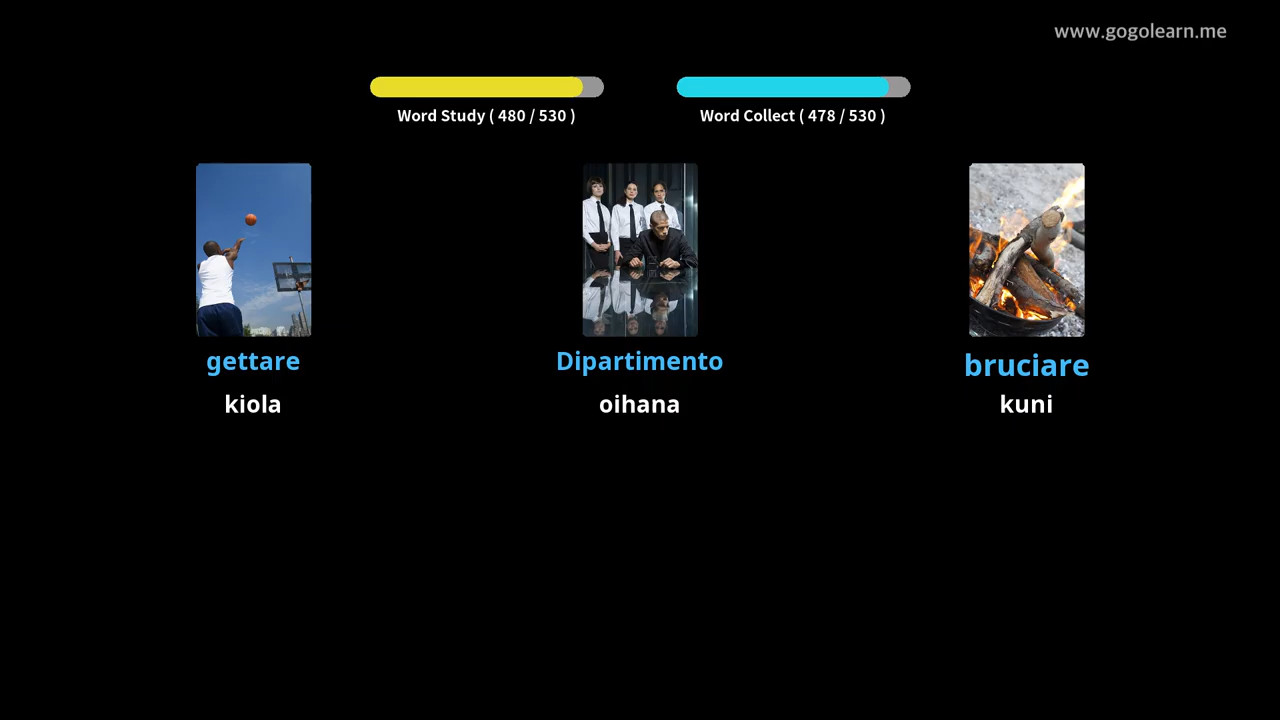 www.gogolearn.me
Word Study ( 480 / 530 )
Word Collect ( 478 / 530 )
gettare
Dipartimento
bruciare
kiola
oihana
kuni